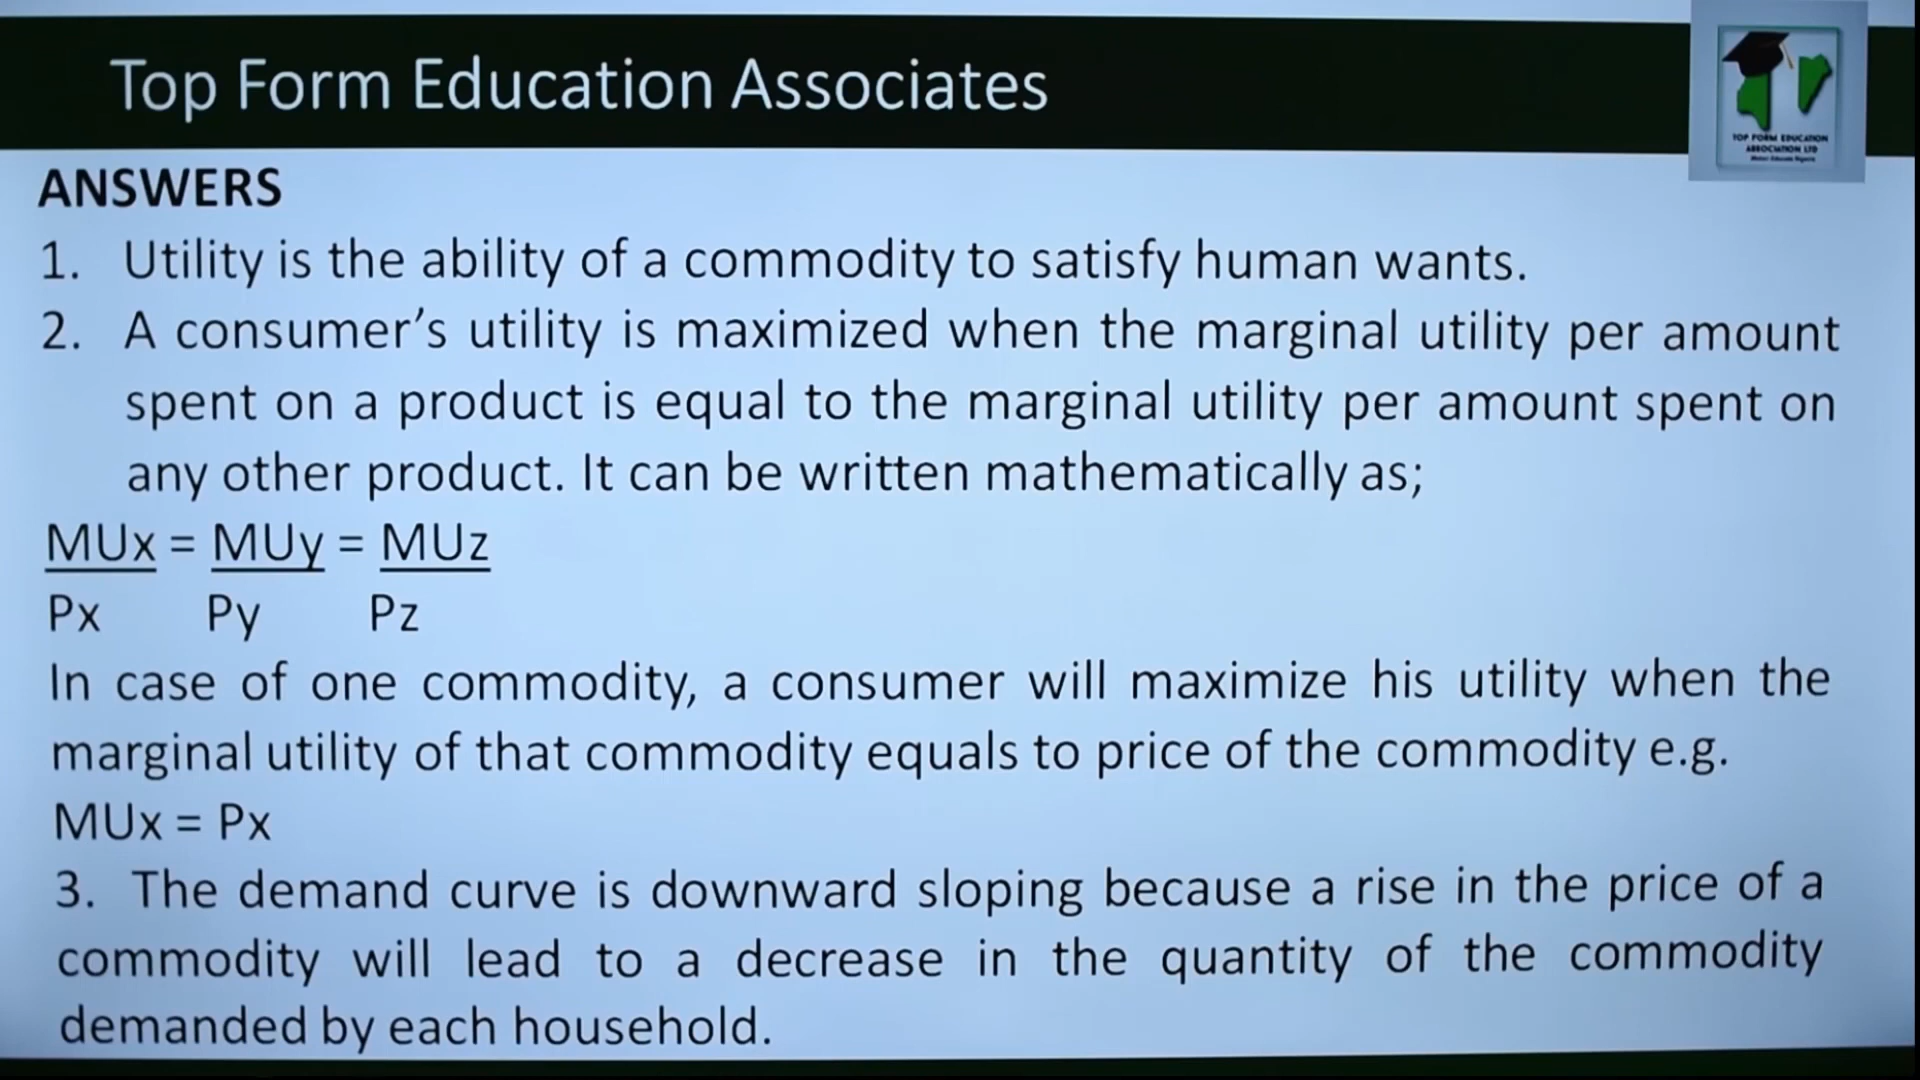 Top Form Education Associates
TOP FORM EDUCATION
ASSOCIATION LTD
ANSWERS
1. Utility is the ability of a commodity to satisfy human wants.
2. A consumer’s utility is maximized when the marginal utility per amount
spent on a product is equal to the marginal utility per amount spent on
any other product. It can be written mathematically as;
MUx = MUy = MUz
Px Py Pz
In case of one commodity, a consumer will maximize his utility when the
marginal utility of that commodity equals to price of the commodity e.g.
MUx = Px
3. The demand curve is downward sloping because a rise in the price of a
commodity will lead to a decrease in the quantity of the commodity
demanded by each household.